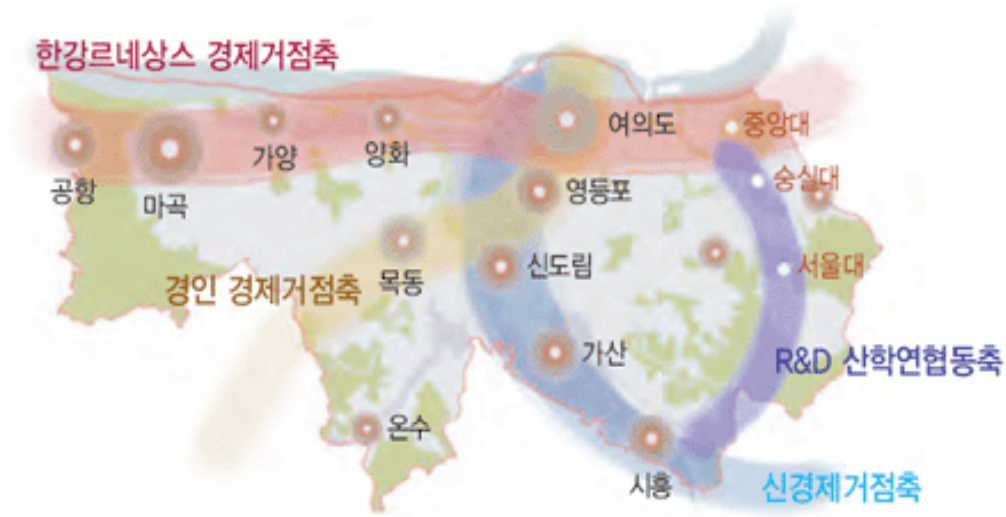 한강르네상스 경제거점축
중앙대
여의도
가양
양화
숭실대
공항
마곡
영등포
목동
신도림
서울대
경인 경제거점축
가산
R&D 산학연협동축
온수
시흥
신경제거점축